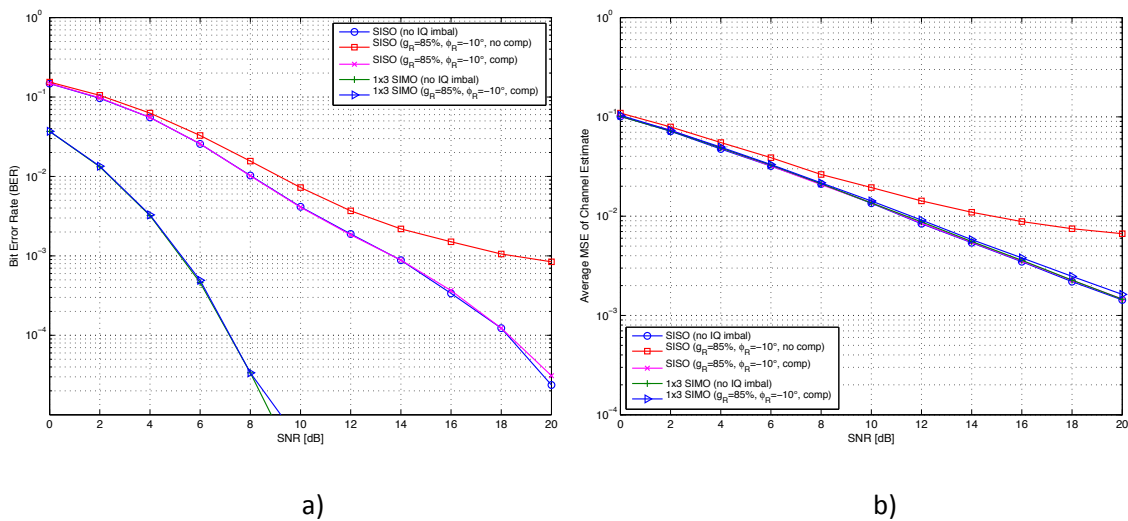 10^0
10^-1
10^-2
10^-3
10^-4
Bit Error Rate (BER)
SISO (no IQ imbal)
SISO (g_R=85%, ϕ_R=−10°, no comp)
SISO (g_R=85%, ϕ_R=−10°, comp)
1x3 SIMO (no IQ imbal)
1x3 SIMO (g_R=85%, ϕ_R=−10°, comp)
0 2 4 6 8 10 12 14 16 18 20
SNR [dB]
a)
10^0
10^-1
10^-2
10^-3
10^-4
Average MSE of Channel Estimate
SISO (no IQ imbal)
SISO (g_R=85%, ϕ_R=−10°, no comp)
SISO (g_R=85%, ϕ_R=−10°, comp)
1x3 SIMO (no IQ imbal)
1x3 SIMO (g_R=85%, ϕ_R=−10°, comp)
0 2 4 6 8 10 12 14 16 18 20
SNR [dB]
b)